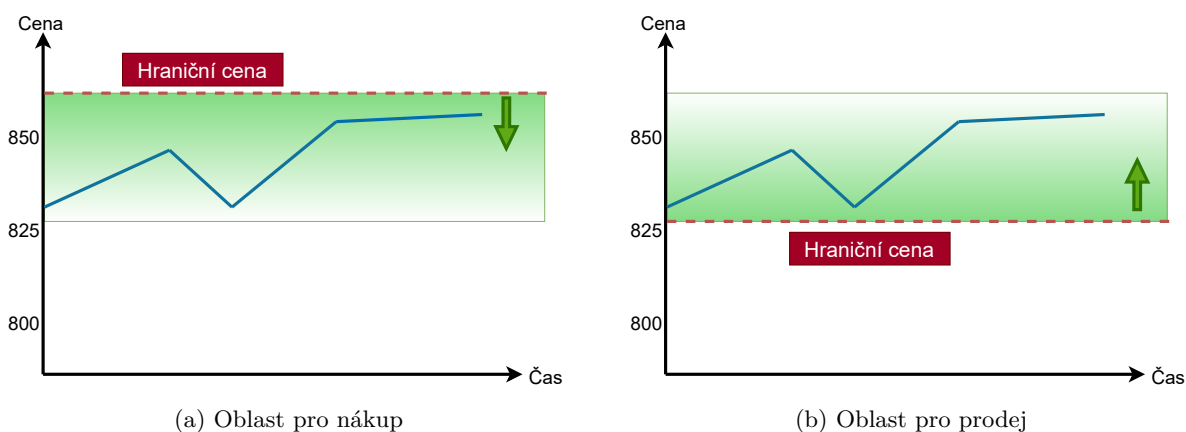 Cena
Hraniční cena
850
825
800
Čas
(a) Oblast pro nákup
Cena
850
825
Hraniční cena
800
Čas
(b) Oblast pro prodej